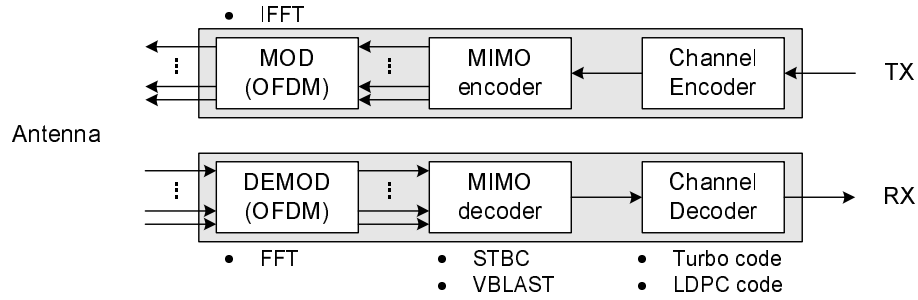 • IFFT
MOD
(OFDM)
MIMO
encoder
Channel
Encoder
TX
Antenna
DEMOD
(OFDM)
MIMO
decoder
Channel
Decoder
RX
• FFT
• STBC
• VBLAST
• Turbo code
• LDPC code